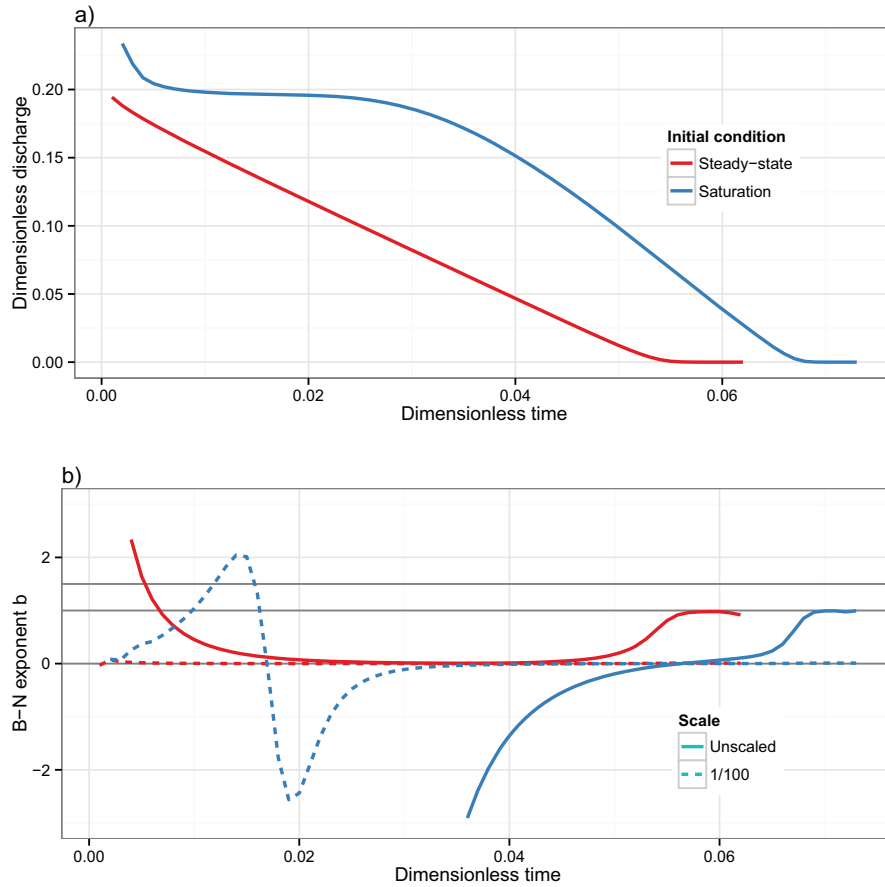 a)
0.20
0.15
0.10
0.05
0.00
Dimensionless discharge
Initial condition
Steady−state
Saturation
0.00 0.02 0.04 0.06
Dimensionless time
b)
2
0
−2
B−N exponent b
Scale
Unscaled
1/100
0.00 0.02 0.04 0.06
Dimensionless time